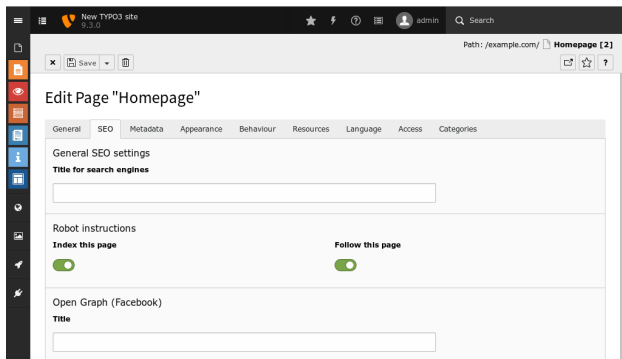 New TYPO3 site
9.3.0
admin
Search
Path: /example.com/ Homepage [2]
Save
?
Edit Page "Homepage"
General SEO Metadata Appearance Behaviour Resources Language Access Categories
General SEO settings
Title for search engines
Robot instructions
Index this page Follow this page
Open Graph (Facebook)
Title